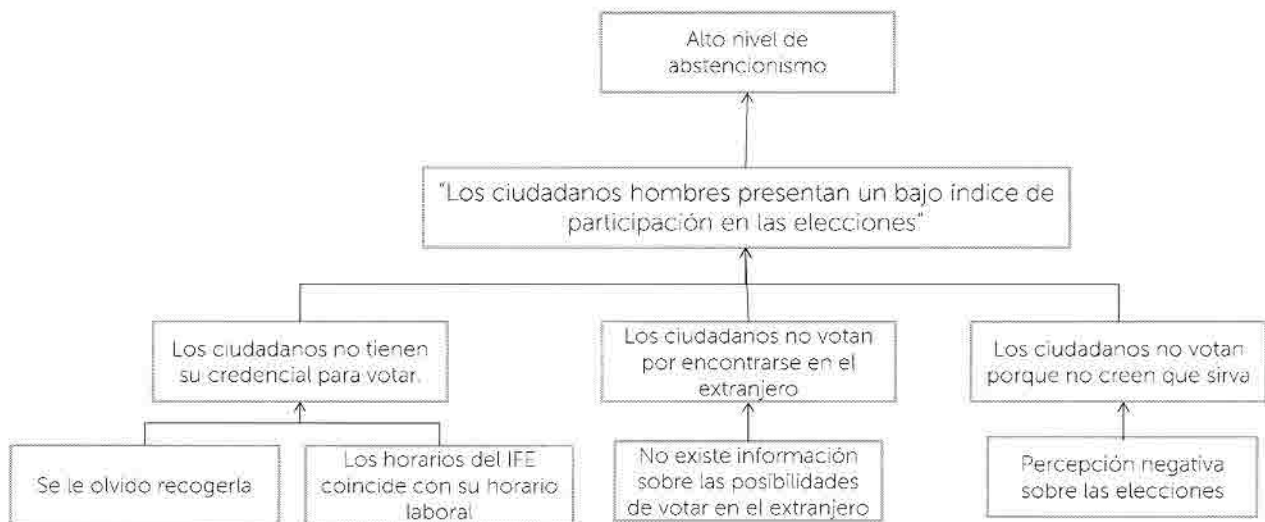 Alto nivel de
abstencionismo
"Los ciudadanos hombres presentan un bajo índice de
participación en las elecciones"
Los ciudadanos no tienen
su credencial para votar.
Los ciudadanos no votan
por encontrarse en el
extranjero
Los ciudadanos no votan
porque no creen que sirva
Se le olvido recogerla
Los horarios del IFE
coincide con su horario
laboral
No existe información
sobre las posibilidades
de votar en el extranjero
Percepción negativa
sobre las elecciones